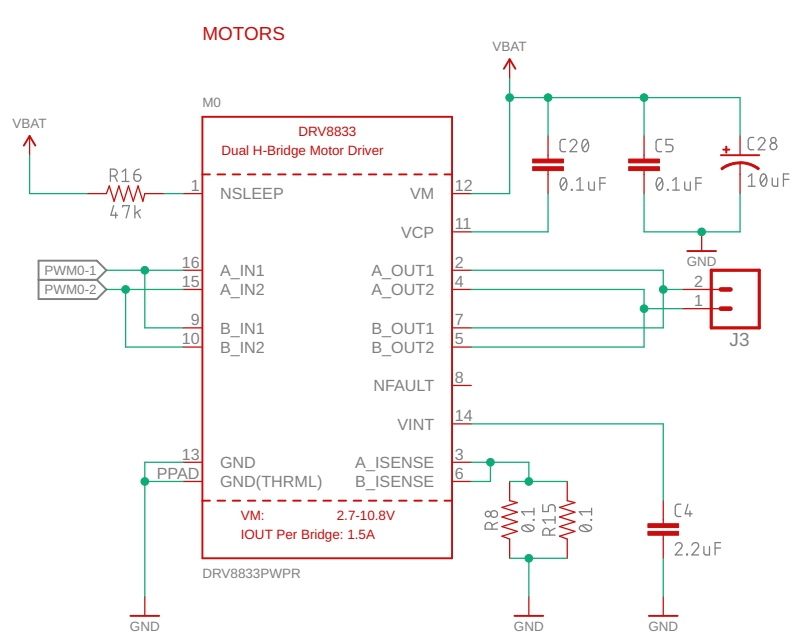 MOTORS
VBAT
M0
VBAT
DRV8833
Dual H-Bridge Motor Driver
R16
47k
1 NSLEEP
VM 12
C20
0.1uF
C5
0.1uF
+
C28
10uF
VCP 11
GND
PWM0-1
16 A_IN1
A_OUT1 2
PWM0-2
15 A_IN2
A_OUT2 4
2
1
J3
9 B_IN1
B_OUT1 7
10 B_IN2
B_OUT2 5
NFAULT 8
VINT 14
13 GND
A_ISENSE 3
PPAD GND(THRML)
B_ISENSE 6
R8
0.1
R15
0.1
C4
2.2uF
VM: 2.7-10.8V
IOUT Per Bridge: 1.5A
DRV8833PWPR
GND
GND
GND